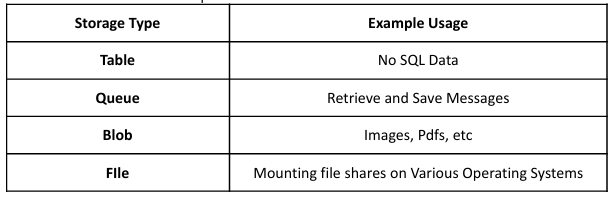 Storage Type Example Usage
Table No SQL Data
Queue Retrieve and Save Messages
Blob Images, Pdfs, etc
FIle Mounting file shares on Various Operating Systems